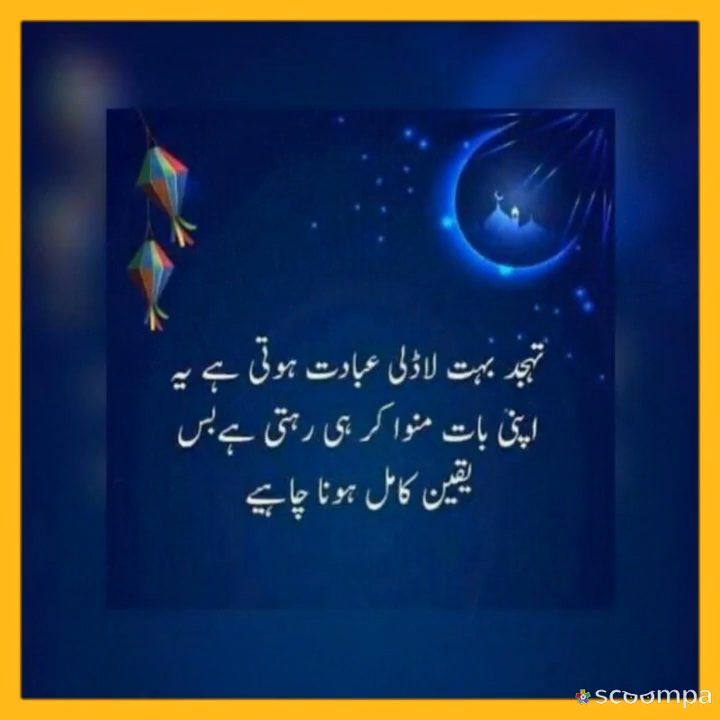 تہجد بہت لاڈلی عبادت ہوتی ہے یہ
اپنی بات منوا کر ہی رہتی ہے بس
یقین کامل ہونا چاہیے
scoompa